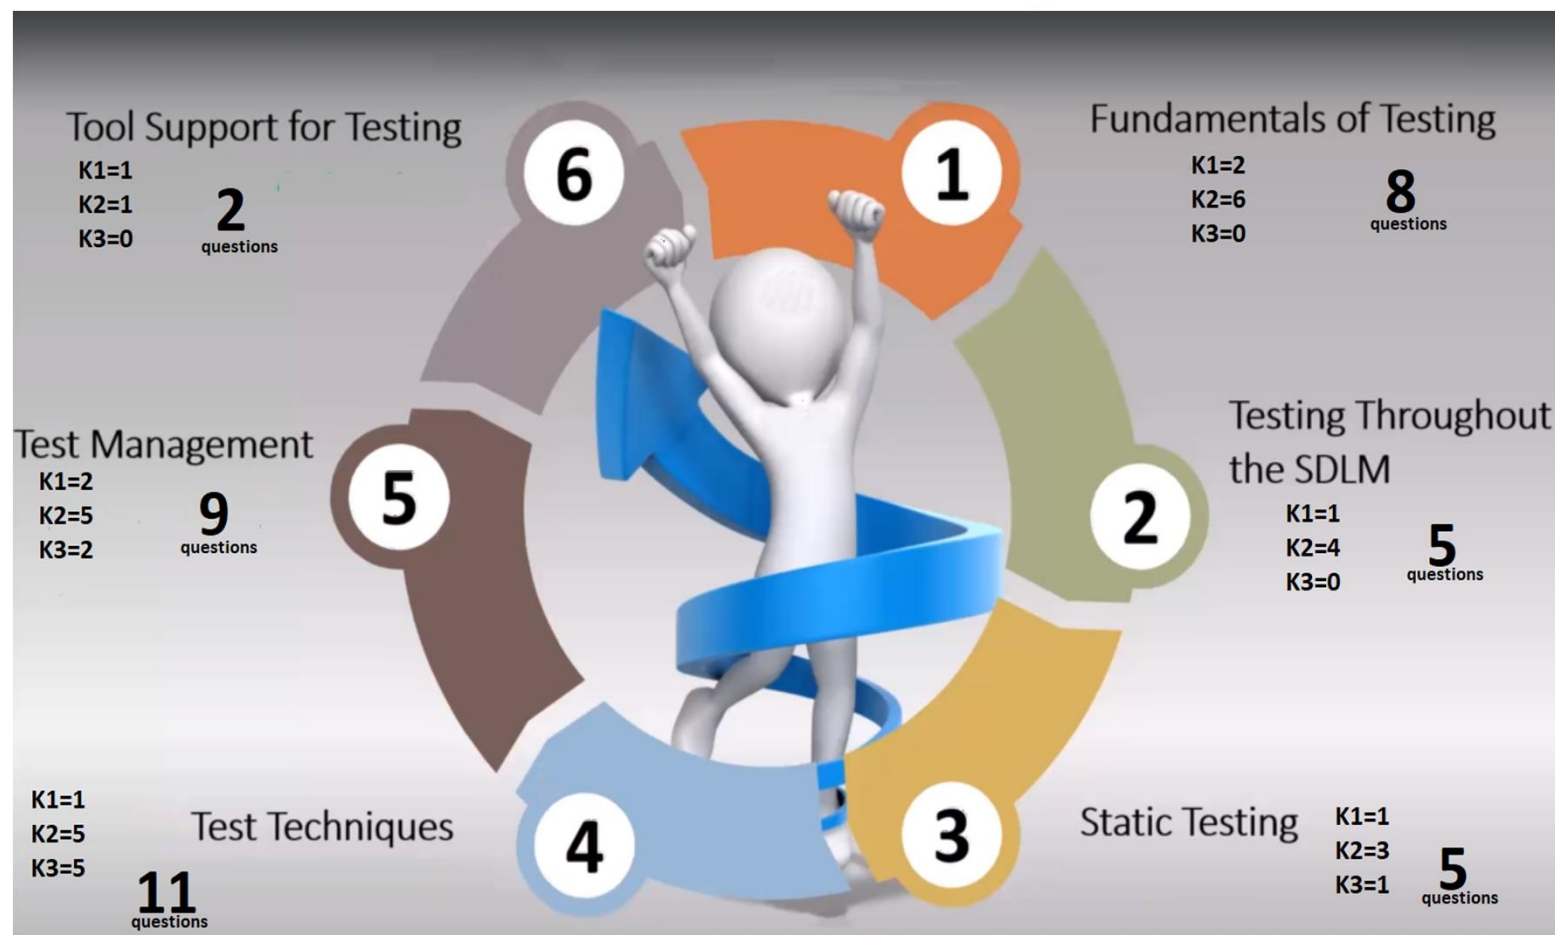 Tool Support for Testing
K1=1
K2=1
K3=0
2
questions
6
1
Fundamentals of Testing
K1=2
K2=6
K3=0
8
questions
Test Management
K1=2
K2=5
K3=2
9
questions
5
2
Testing Throughout
the SDLM
K1=1
K2=4
K3=0
5
questions
K1=1
K2=5
K3=5
11
questions
Test Techniques
4
3
Static Testing
K1=1
K2=3
K3=1
5
questions